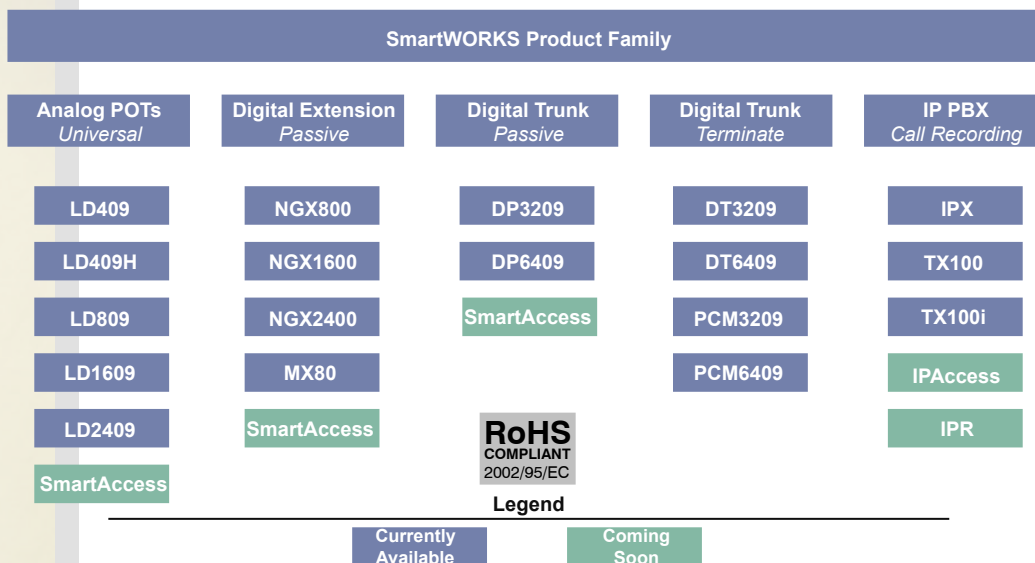 SmartWORKS Product Family
Analog POTs
Universal
Digital Extension
Passive
Digital Trunk
Passive
Digital Trunk
Terminate
IP PBX
Call Recording
LD409
NGX800
DP3209
DT3209
IPX
LD409H
NGX1600
DP6409
DT6409
TX100
LD809
NGX2400
SmartAccess
PCM3209
TX100i
LD1609
MX80
PCM6409
IPAccess
LD2409
SmartAccess
IPR
SmartAccess
RoHS
COMPLIANT
2002/95/EC
Legend
Currently
Available
Coming
Soon